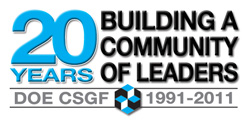 20 YEARS
BUILDING A
COMMUNITY
OF LEADERS
DOE CSGF 1991-2011